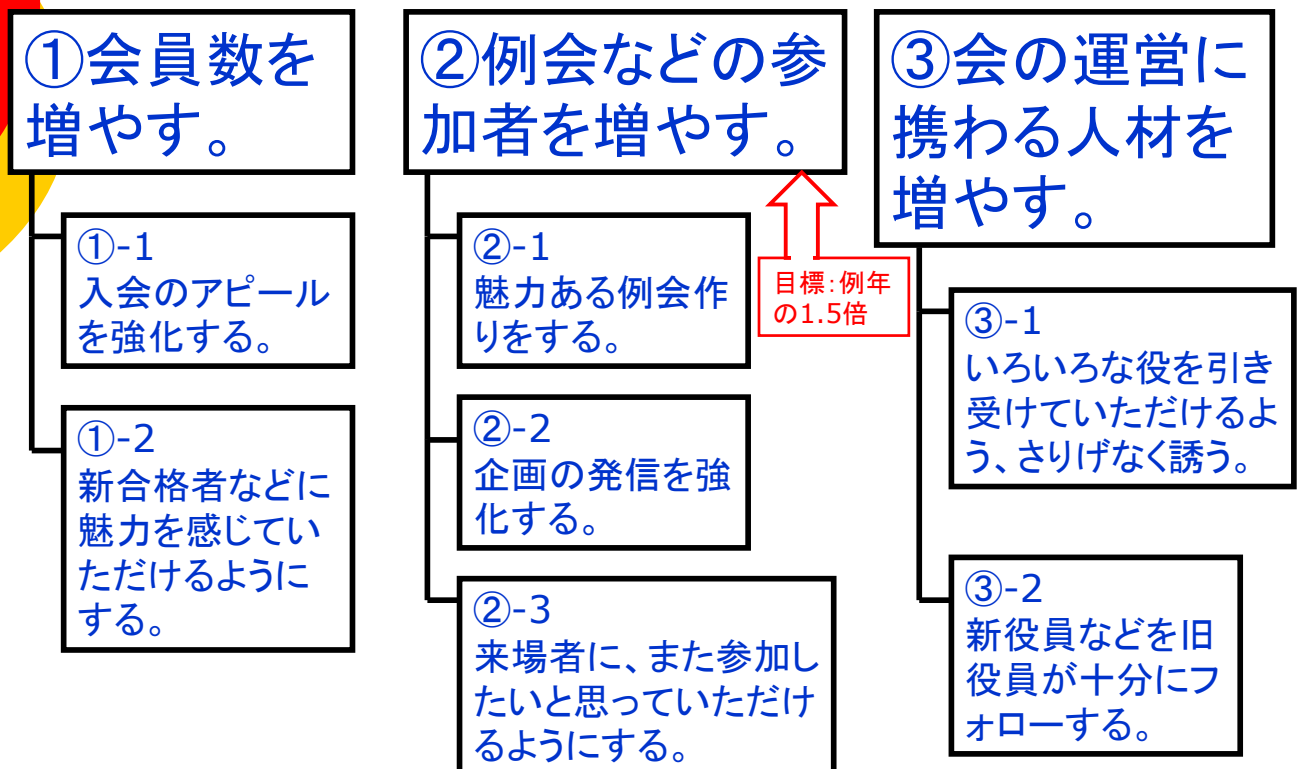 ①会員数を
増やす。
①-1
入会のアピール
を強化する。
①-2
新合格者などに
魅力を感じてい
ただけるように
する。
②例会などの参
加者を増やす。
目標：例年
の1.5倍
②-1
魅力ある例会作
りをする。
②-2
企画の発信を強
化する。
②-3
来場者に、また参加し
たいと思っていただけ
るようにする。
③会の運営に
携わる人材を
増やす。
③-1
いろいろな役を引き
受けていただけるよ
う、さりげなく誘う。
③-2
新役員などを旧
役員が十分にフ
ォローする。